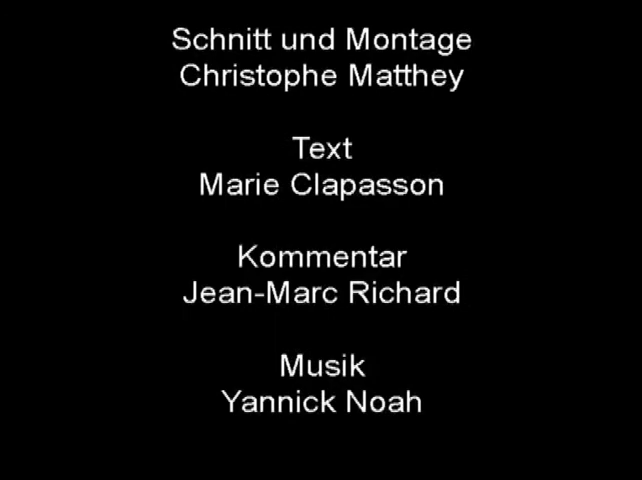 Schnitt und Montage
Christophe Matthey
Text
Marie Clapasson
Kommentar
Jean-Marc Richard
Musik
Yannick Noah